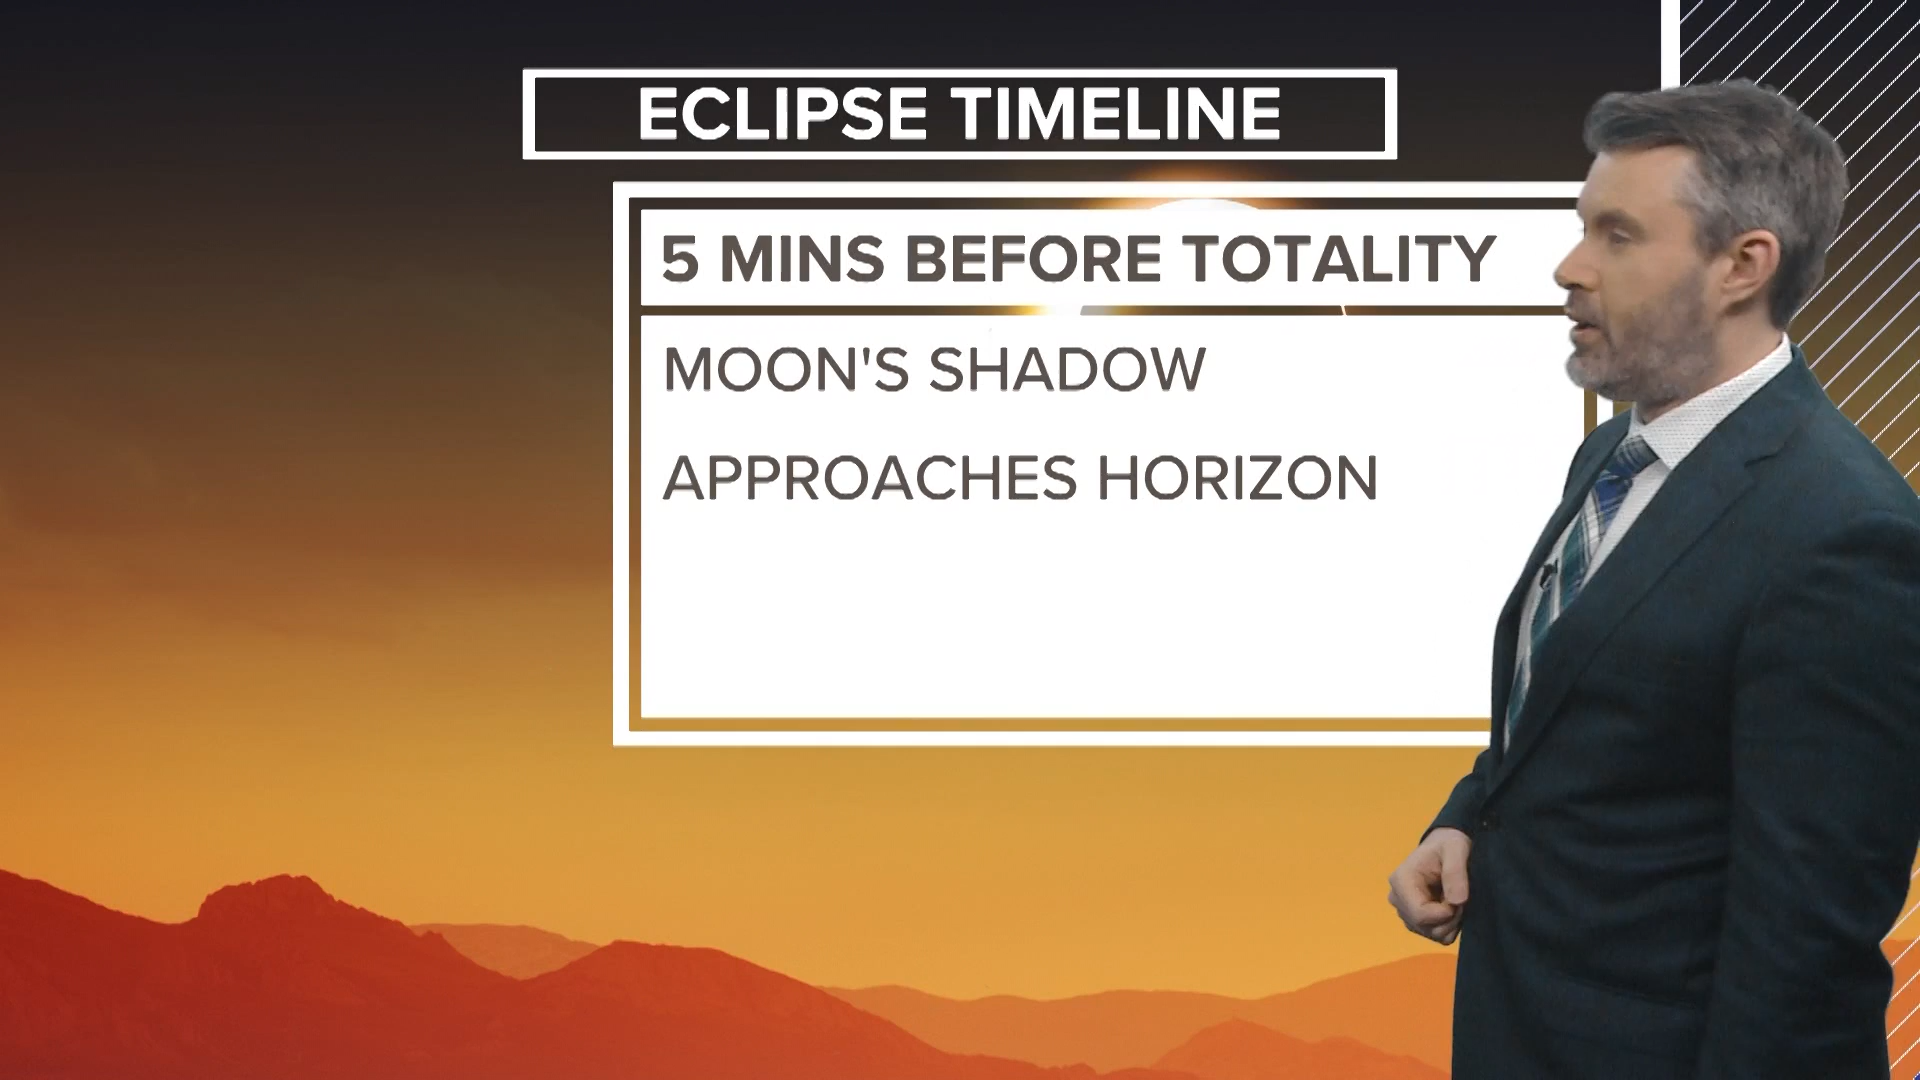 ECLIPSE TIMELINE
5 MINS BEFORE TOTALITY
MOON'S SHADOW
APPROACHES HORIZON